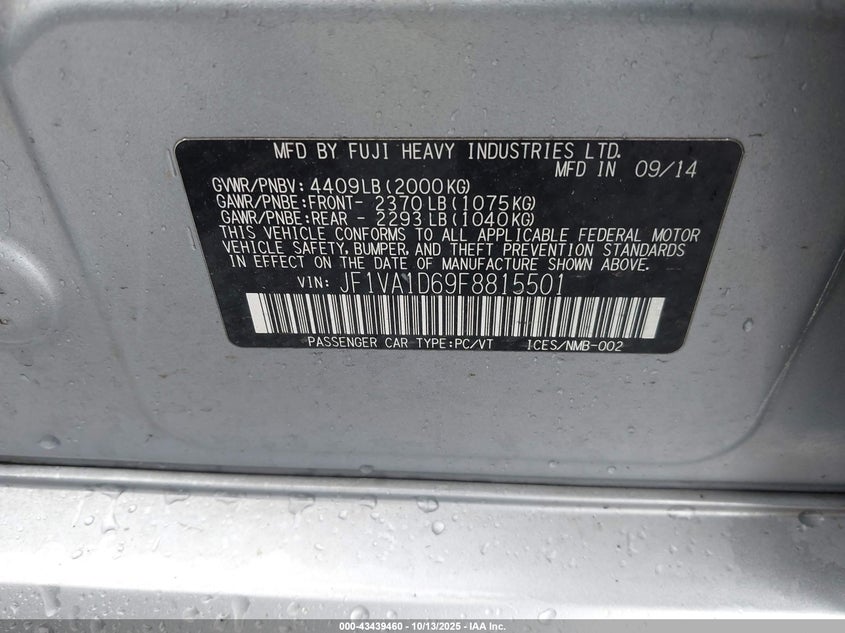 MFD BY FUJI HEAVY INDUSTRIES LTD.
MFD IN 09/14
GVWR/PNBV: 4409LB(2000KG)
GAWR/PNBE:FRONT- 2370LB(1075KG)
GAWR/PNBE:REAR - 2293LB(1040KG)
THIS VEHICLE CONFORMS TO ALL APPLICABLE FEDERAL MOTOR
VEHICLE SAFETY, BUMPER, AND THEFT PREVENTION STANDARDS
IN EFFECT ON THE DATE OF MANUFACTURE SHOWN ABOVE.
VIN: JF1VA1D69F8815501
PASSENGER CAR TYPE:PC/VT ICES/NMB-002
000-43439460 - 10/13/2025 - IAA Inc.